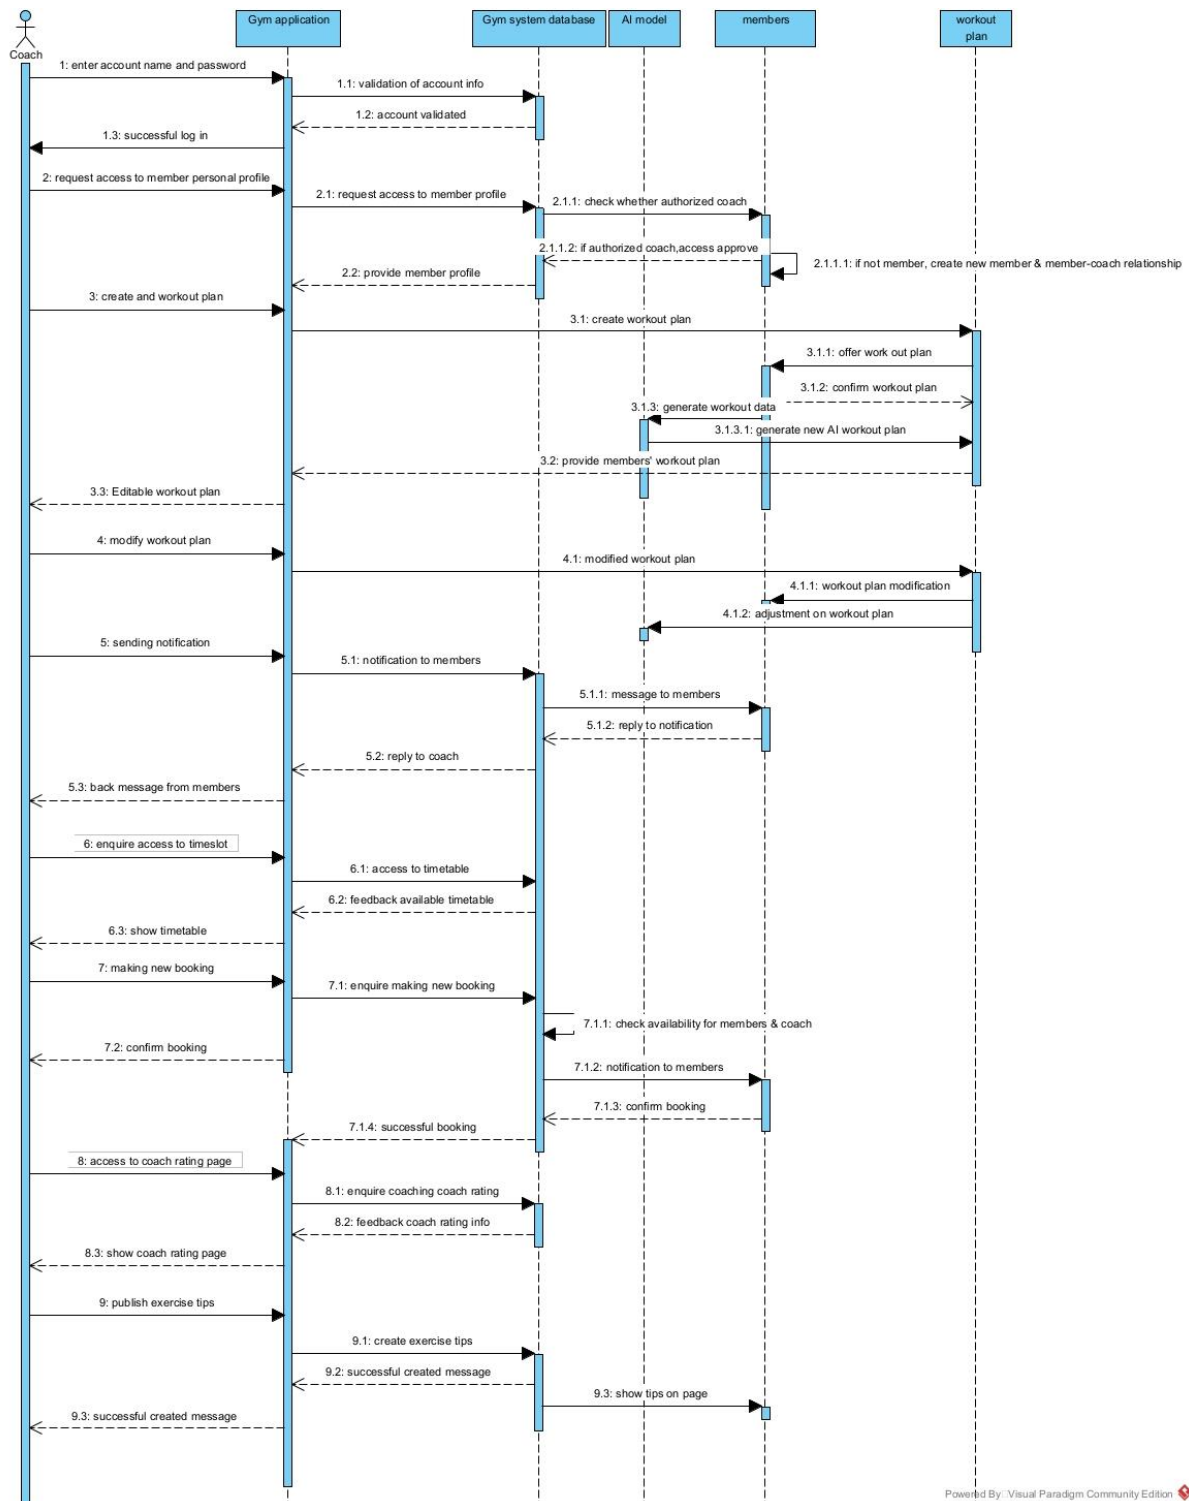 Gym application
Gym system database
AI model
members
workout
plan
Coach
1: enter account name and password
1.1: validation of account info
1.2: account validated
1.3: successful log in
2: request access to member personal profile
2.1: request access to member profile
2.1.1: check whether authorized coach
2.1.1.2: if authorized coach,access approve
2.1.1.1: if not member, create new member & member-coach relationship
2.2: provide member profile
3: create and workout plan
3.1: create workout plan
3.1.1: offer work out plan
3.1.2: confirm workout plan
3.1.3: generate workout data
3.1.3.1: generate new AI workout plan
3.2: provide members' workout plan
3.3: Editable workout plan
4: modify workout plan
4.1: modified workout plan
4.1.1: workout plan modification
4.1.2: adjustment on workout plan
5: sending notification
5.1: notification to members
5.1.1: message to members
5.1.2: reply to notification
5.2: reply to coach
5.3: back message from members
6: enquire access to timeslot
6.1: access to timetable
6.2: feedback available timetable
6.3: show timetable
7: making new booking
7.1: enquire making new booking
7.1.1: check availability for members & coach
7.2: confirm booking
7.1.2: notification to members
7.1.3: confirm booking
7.1.4: successful booking
8: access to coach rating page
8.1: enquire coaching coach rating
8.2: feedback coach rating info
8.3: show coach rating page
9: publish exercise tips
9.1: create exercise tips
9.2: successful created message
9.3: show tips on page
9.3: successful created message
Powered By: Visual Paradigm Community Edition